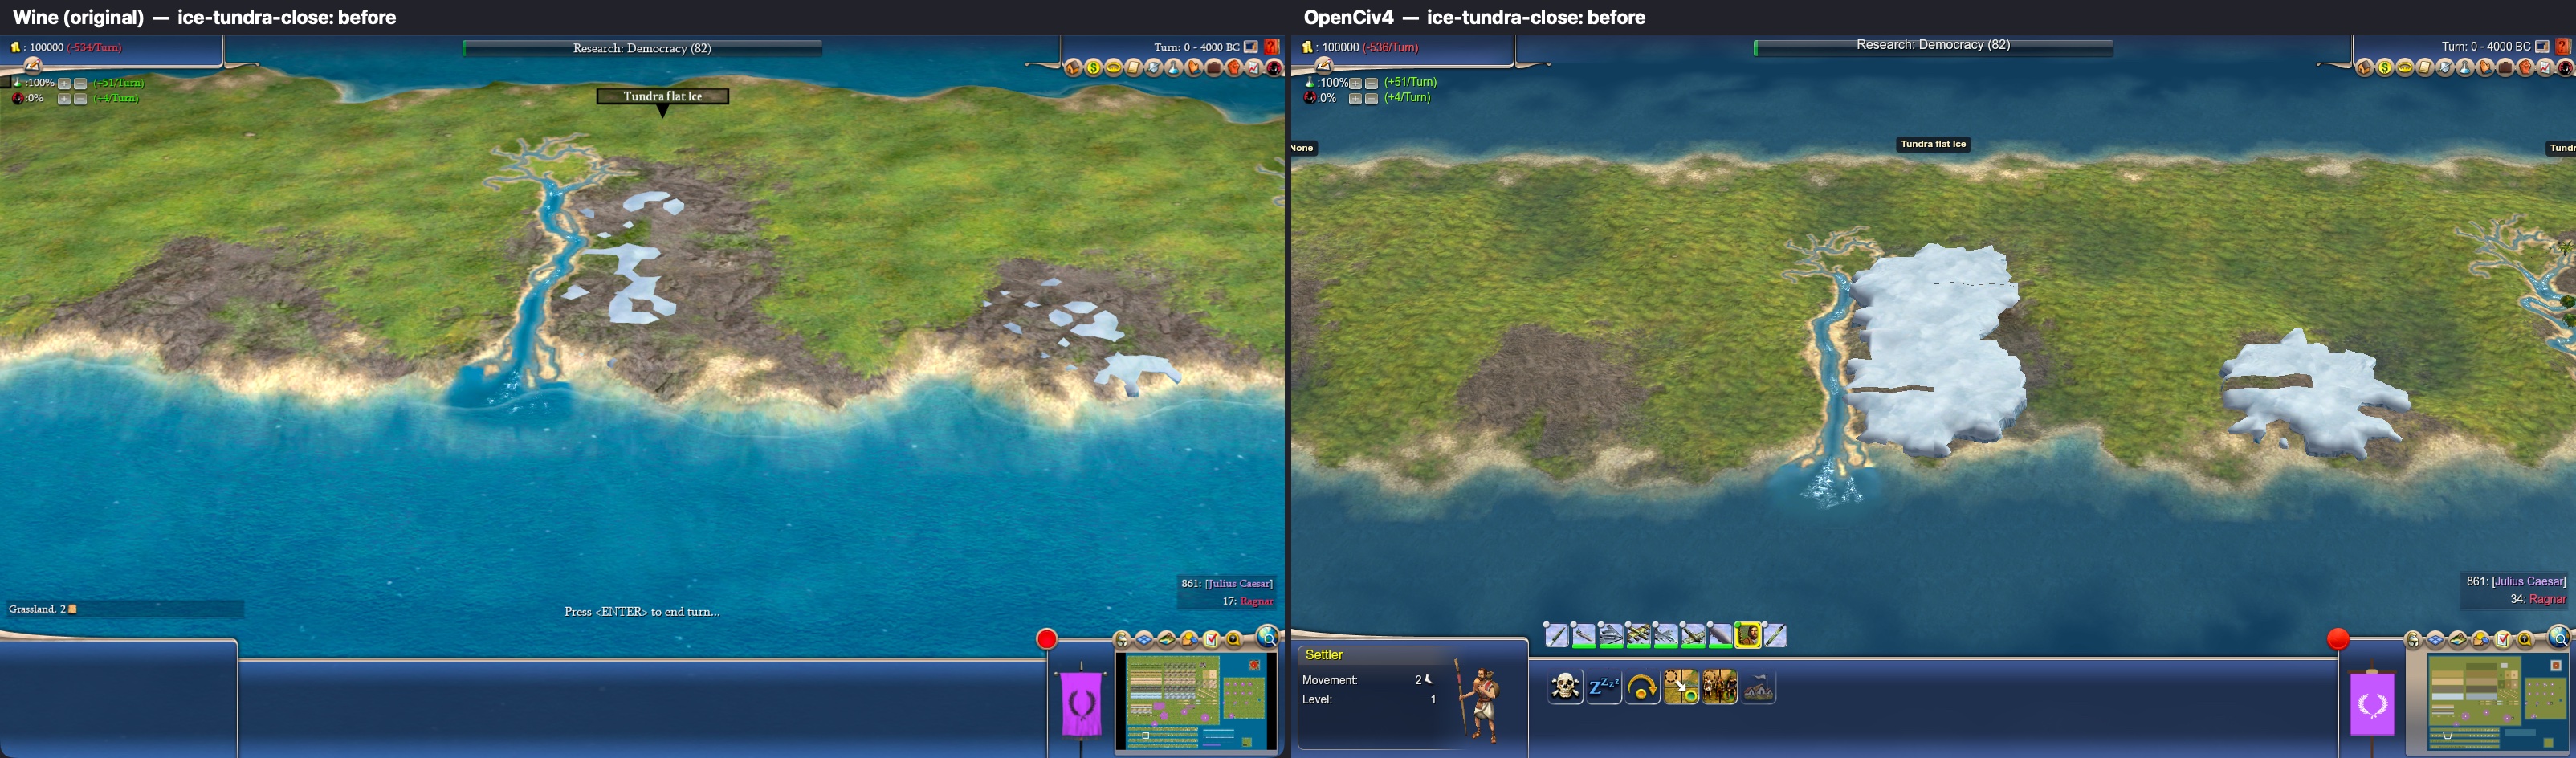 Wine (original) — ice-tundra-close: before
: 100000 (-534/Turn)
Research: Democracy (82)
Turn: 0 - 4000 BC
:100% (+51/Turn)
:0% (+4/Turn)
Tundra flat Ice
861: [Julius Caesar]
17: Ragnar
Grassland, 2
Press <ENTER> to end turn...
OpenCiv4 — ice-tundra-close: before
: 100000 (-536/Turn)
Research: Democracy (82)
Turn: 0 - 4000 BC
:100% (+51/Turn)
:0% (+4/Turn)
None
Tundra flat Ice
Tundr
861: [Julius Caesar]
34: Ragnar
Settler
Movement: 2
Level: 1
ZZZzz